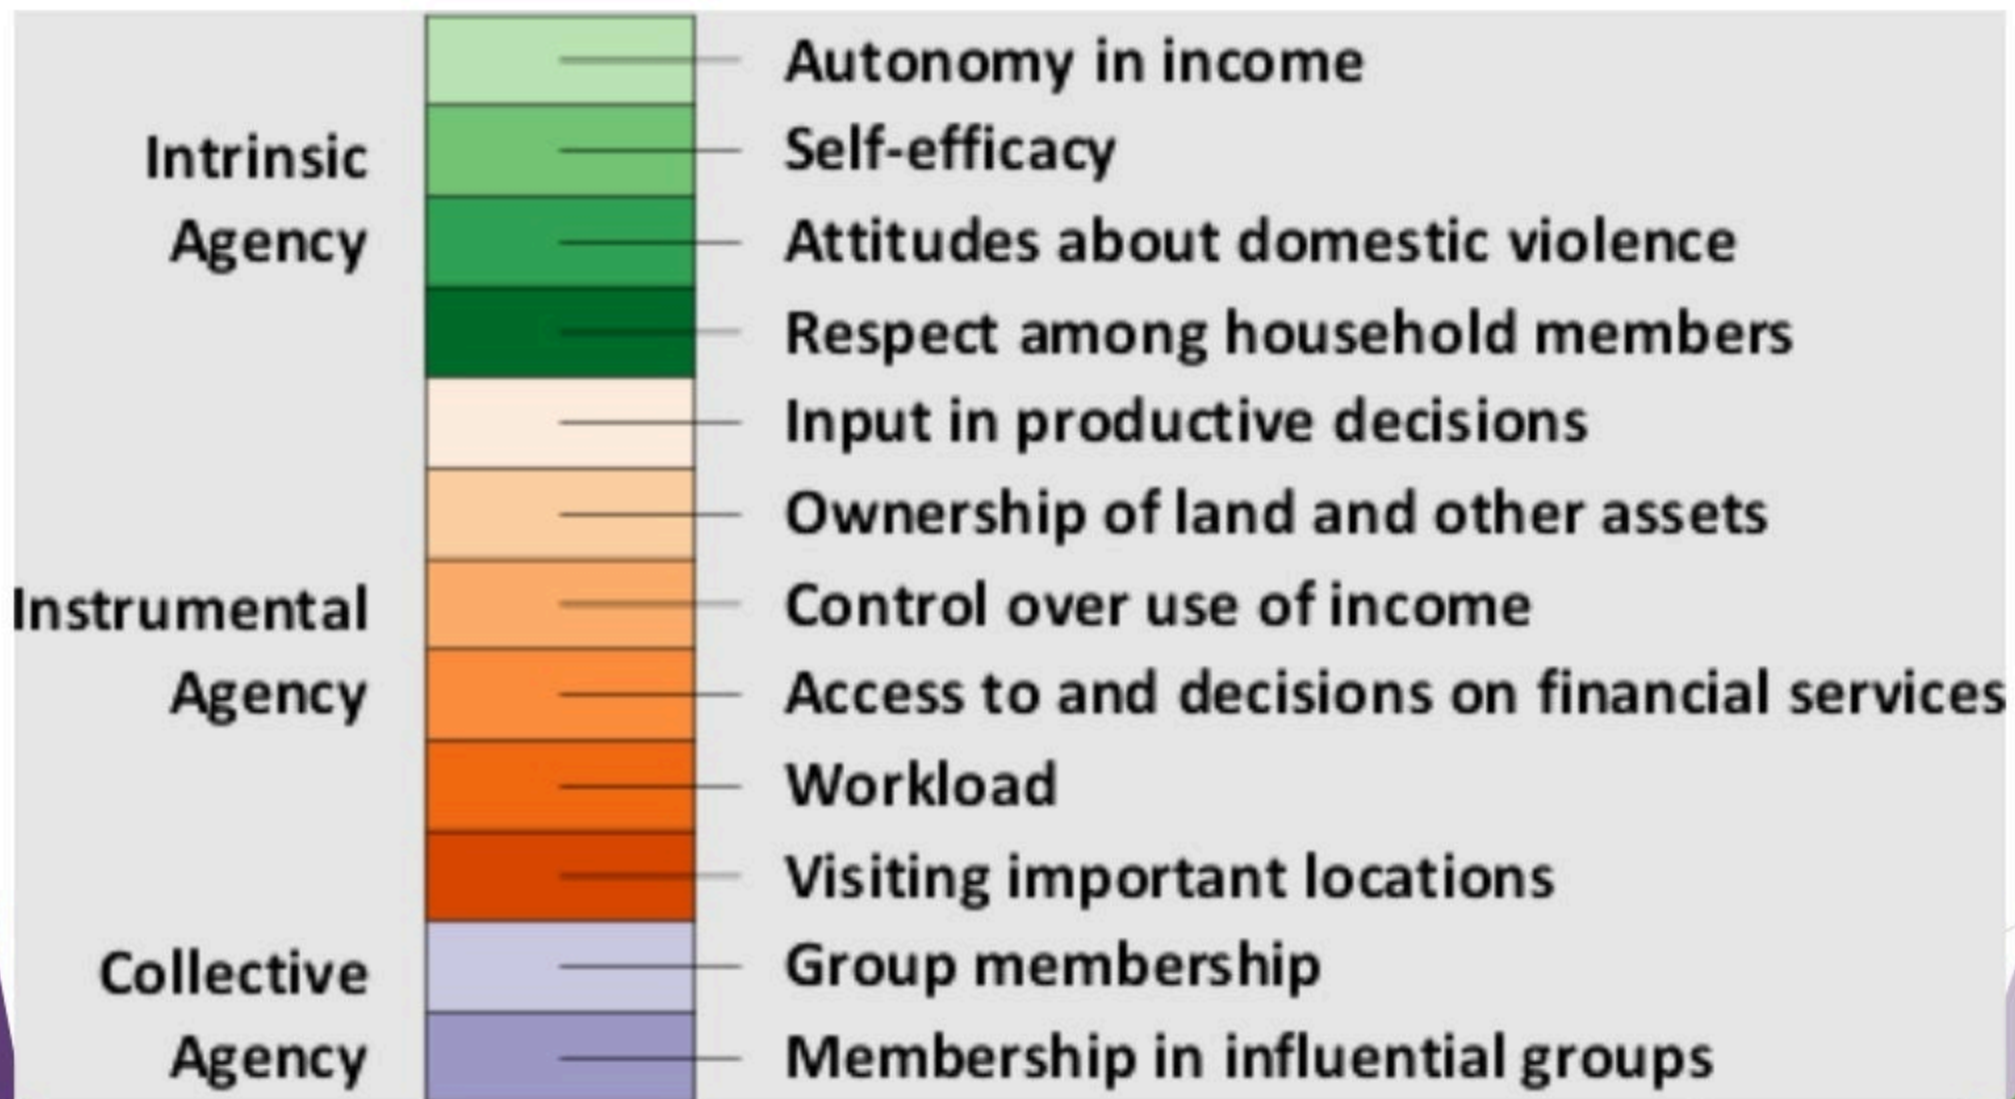 Autonomy in income
Intrinsic
Self-efficacy
Agency
Attitudes about domestic violence
Respect among household members
Input in productive decisions
Ownership of land and other assets
Instrumental
Control over use of income
Agency
Access to and decisions on financial services
Workload
Visiting important locations
Collective
Group membership
Agency
Membership in influential groups